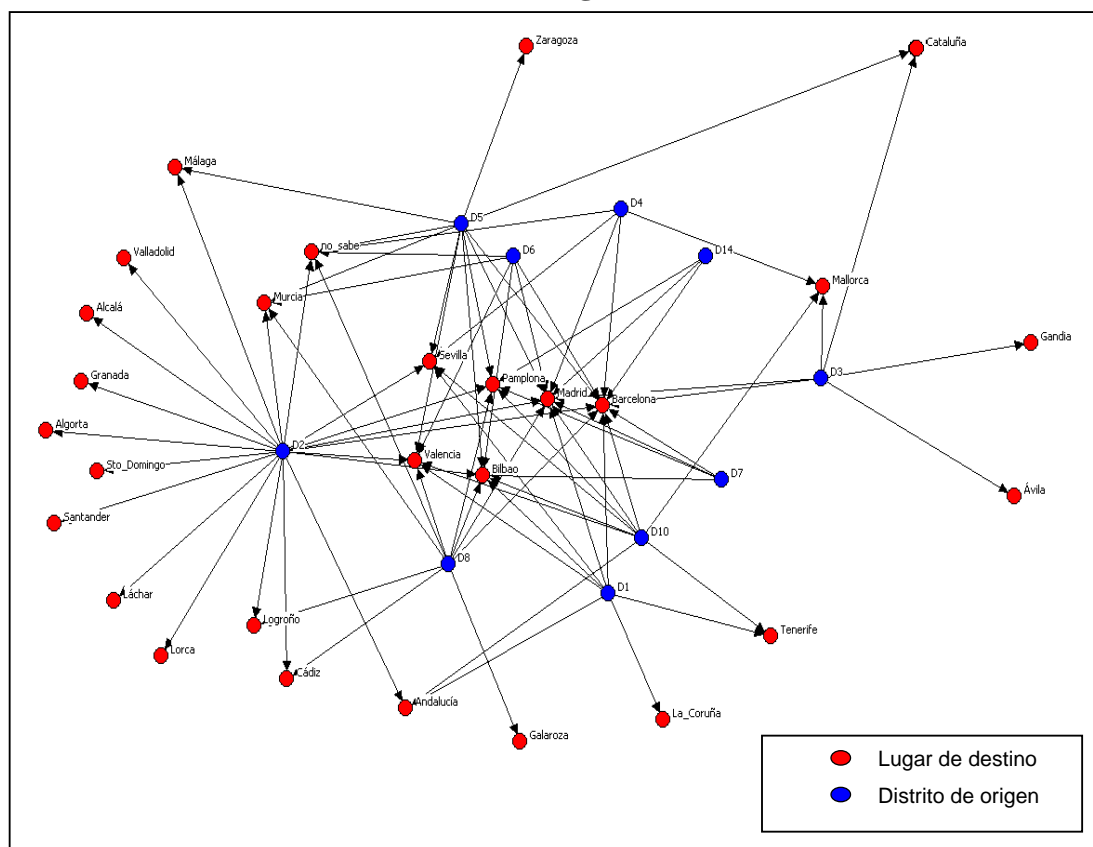 Zaragoza
Cataluña
Málaga
D5
D4
no_sabe
D6
D14
Valladolid
Mallorca
Murcia
Alcalá
Gandia
Sevilla
Granada
Pamplona
D3
Madrid
Barcelona
Algorta
D2
Valencia
Sto_Domingo
Bilbao
D7
Ávila
Santander
D10
D8
Láchar
D1
Logroño
Tenerife
Lorca
Cádiz
Andalucía
La_Coruña
Galaroza
Lugar de destino
Distrito de origen